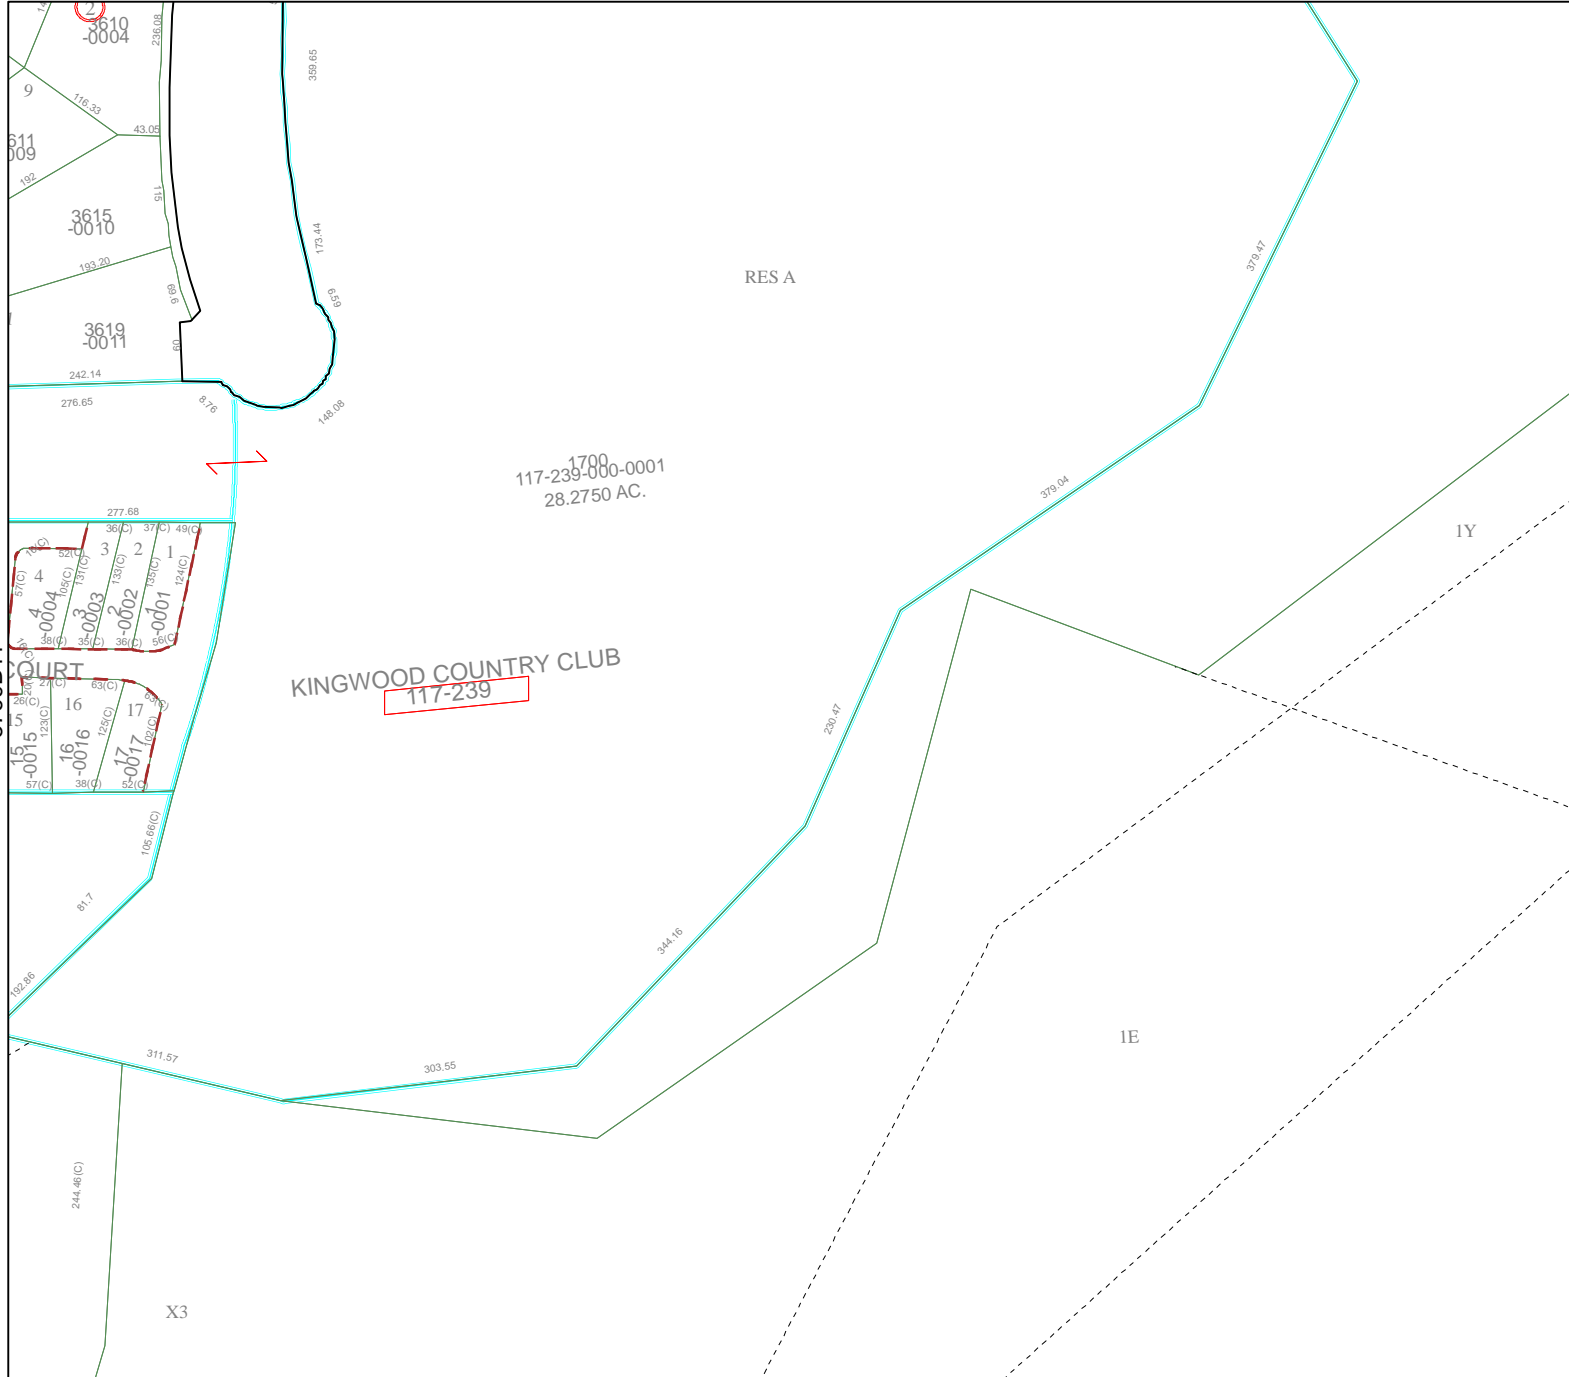 2
3610
-0004
236.08
359.65
9
116.33
43.05
611
009
192
115
3615
-0010
173.44
193.20
69.6
6.59
3619
-0011
60
242.14
276.65
8.76
148.08
RES A
379.47
1700
117-239-000-0001
28.2750 AC.
379.04
1Y
277.68
36(C)
37(C)
49(C)
52(C)
3
2
1
4
57(C)
105(C)
131(C)
133(C)
135(C)
124(C)
4
-0004
3
-0003
2
-0002
1
-0001
38(C)
35(C)
36(C)
56(C)
COURT
KINGWOOD COUNTRY CLUB
117-239
27(C)
63(C)
63(C)
26(C)
15
16
17
123(C)
125(C)
102(C)
15
-0015
16
-0016
17
-0017
57(C)
38(C)
52(C)
230.47
105.66(C)
81.7
192.86
344.16
311.57
303.55
1E
244.46(C)
X3